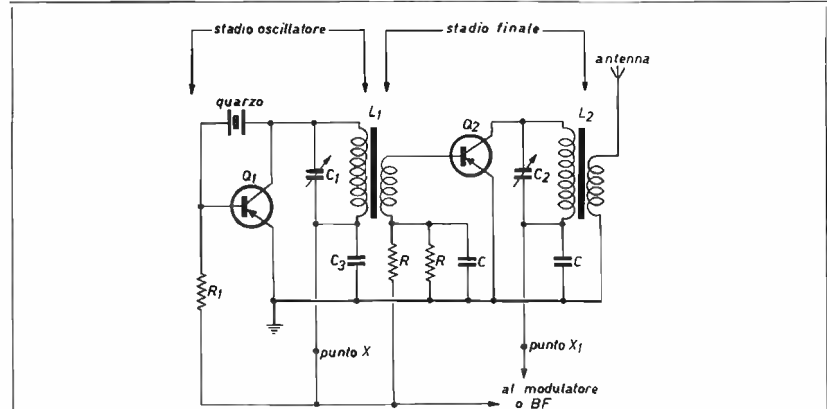 stadio oscillatore
stadio finale
antenna
quarzo
L1
L2
Q2
Q1
C1
C2
C3
R
R
C
C
R1
punto X
punto X1
al modulatore
o BF